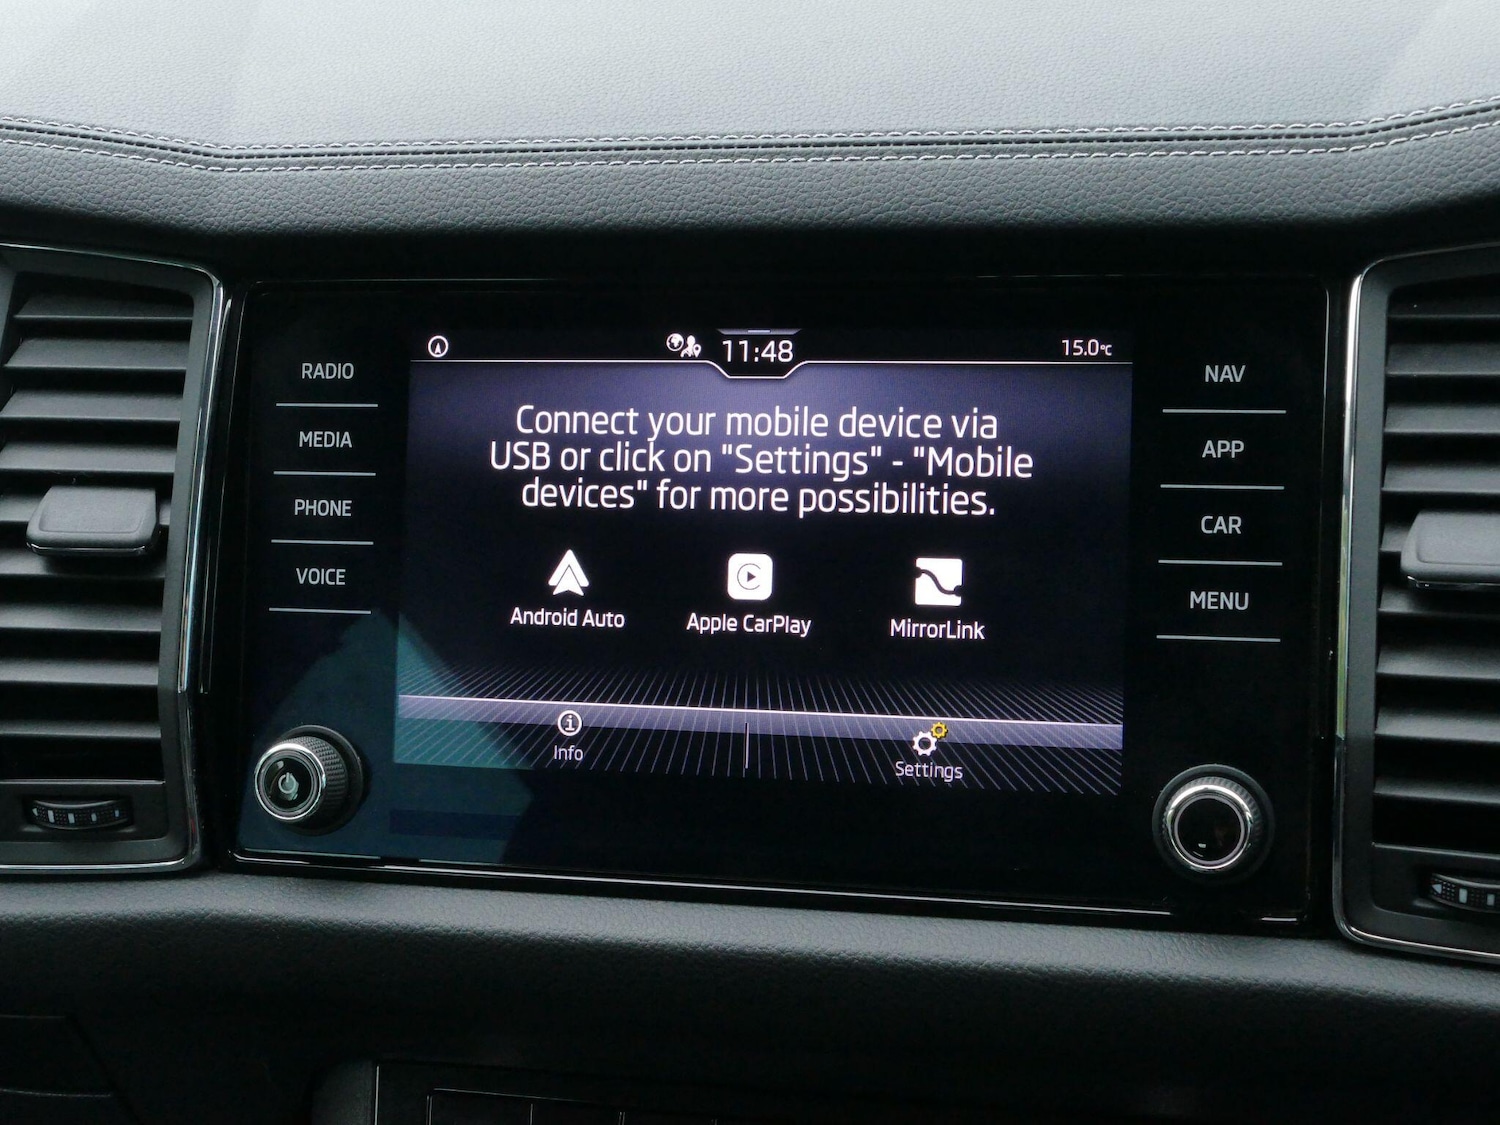 11:48
15.0°C
RADIO
MEDIA
PHONE
VOICE
Connect your mobile device via
USB or click on "Settings" - "Mobile
devices" for more possibilities.
Android Auto
Apple CarPlay
MirrorLink
Info
Settings
NAV
APP
CAR
MENU